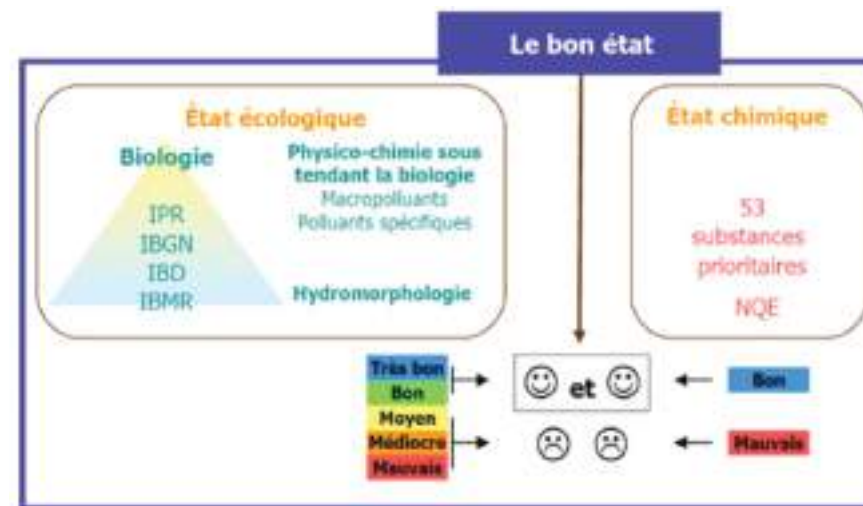 Le bon état
État écologique
Biologie
IPR
IBGN
IBD
IBMR
Physico-chimie sous
tendant la biologie
Macropolluants
Polluants spécifiques
Hydromorphologie
État chimique
53
substances
prioritaires
NQE
Très bon
Bon
Moyen
Médiocre
Mauvais
et
Bon
Mauvais